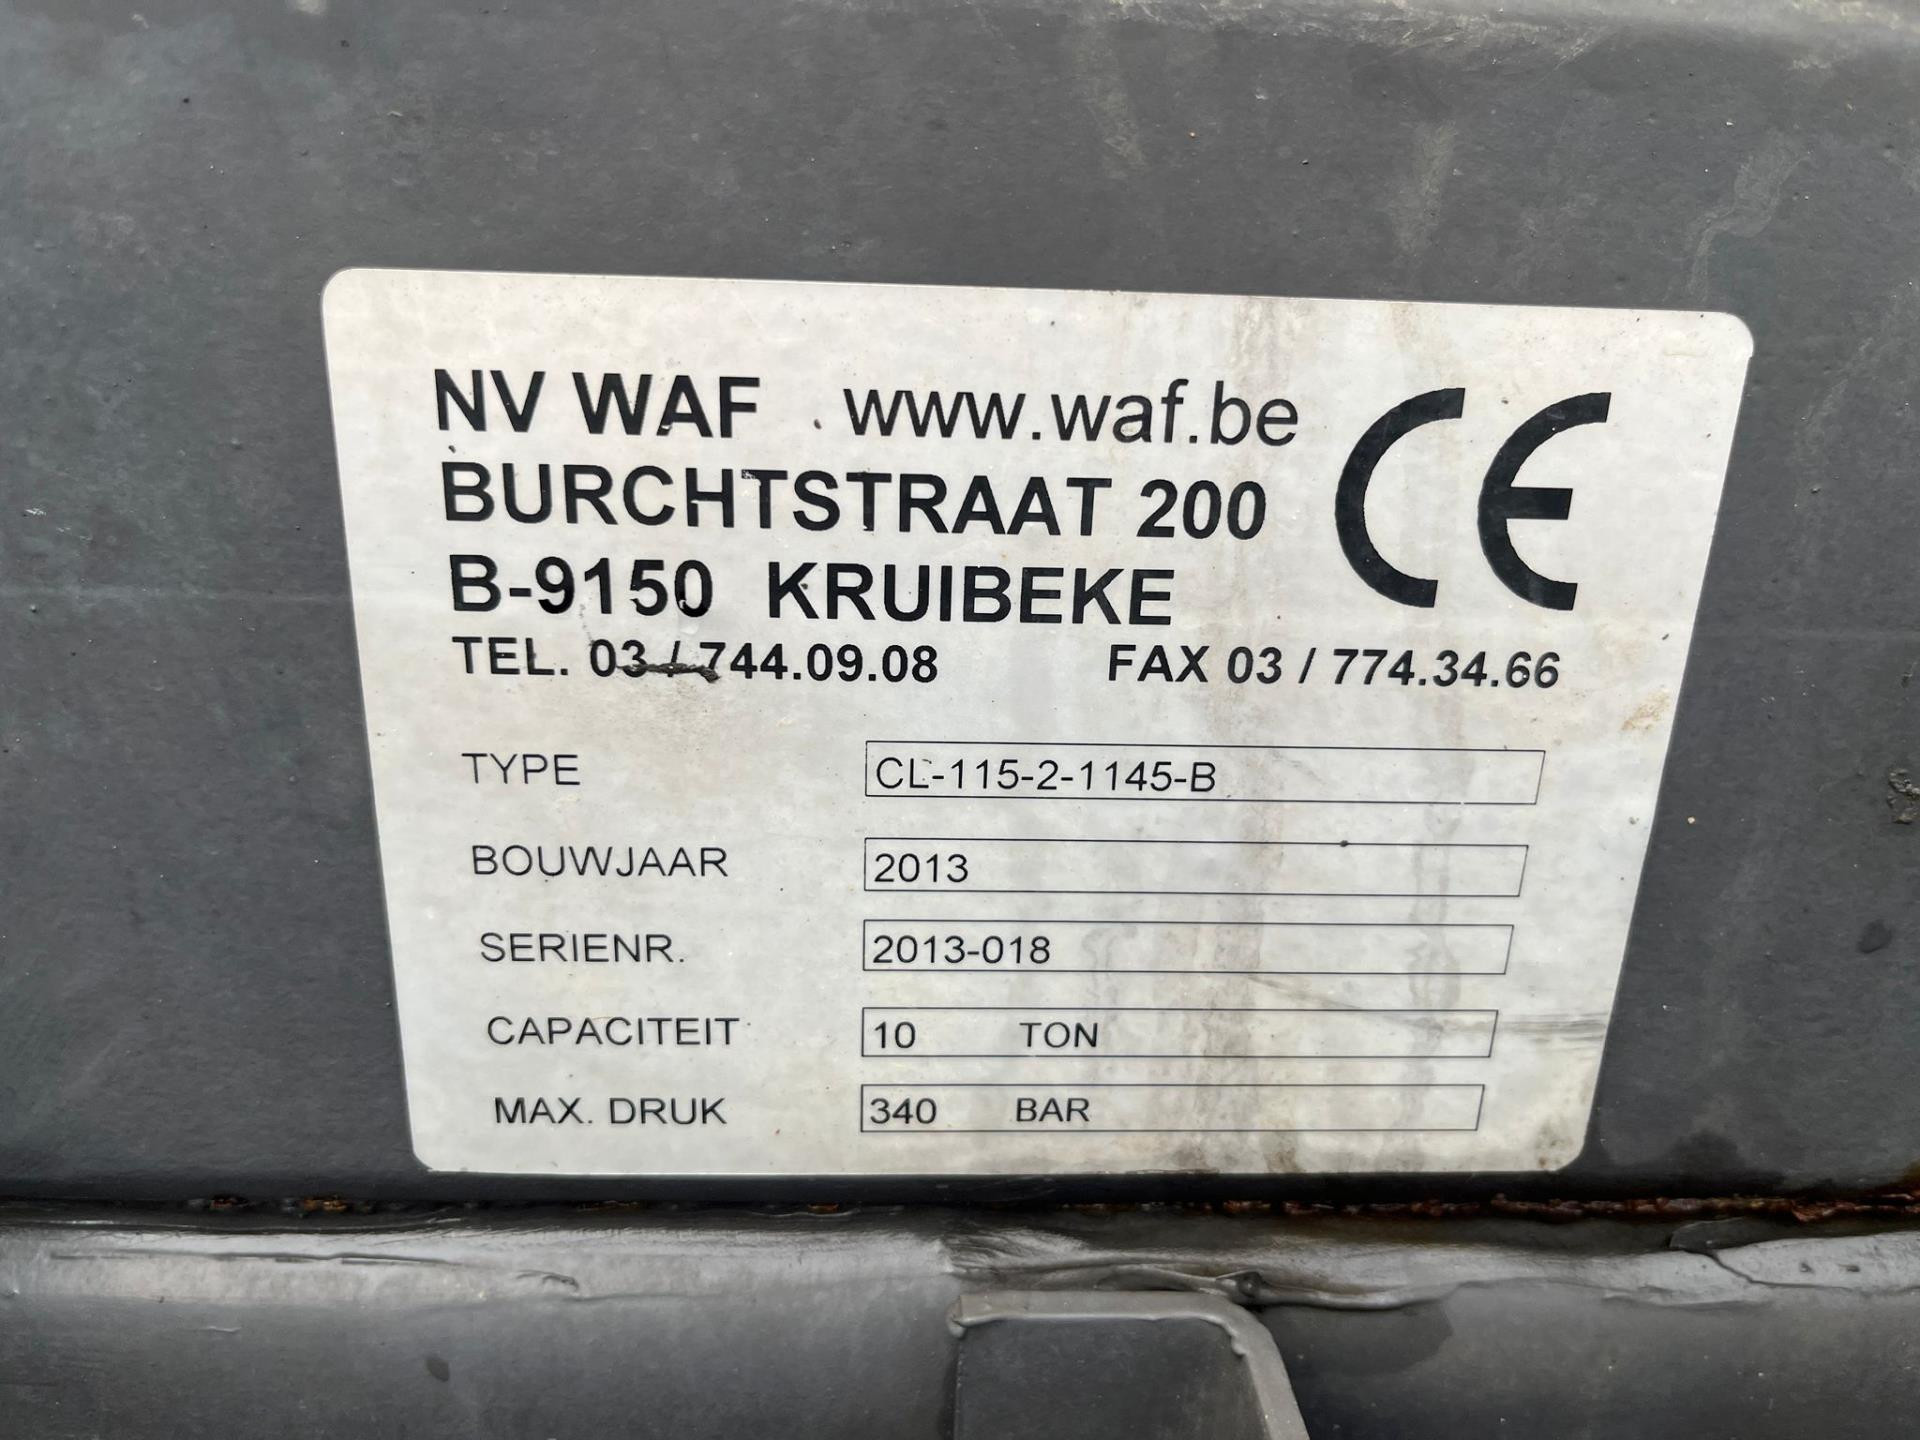 NV WAF www.waf.be CE
BURCHTSTRAAT 200
B-9150 KRUIBEKE
TEL. 03 / 744.09.08 FAX 03 / 774.34.66
TYPE CL-115-2-1145-B
BOUWJAAR 2013
SERIENR. 2013-018
CAPACITEIT 10 TON
MAX. DRUK 340 BAR